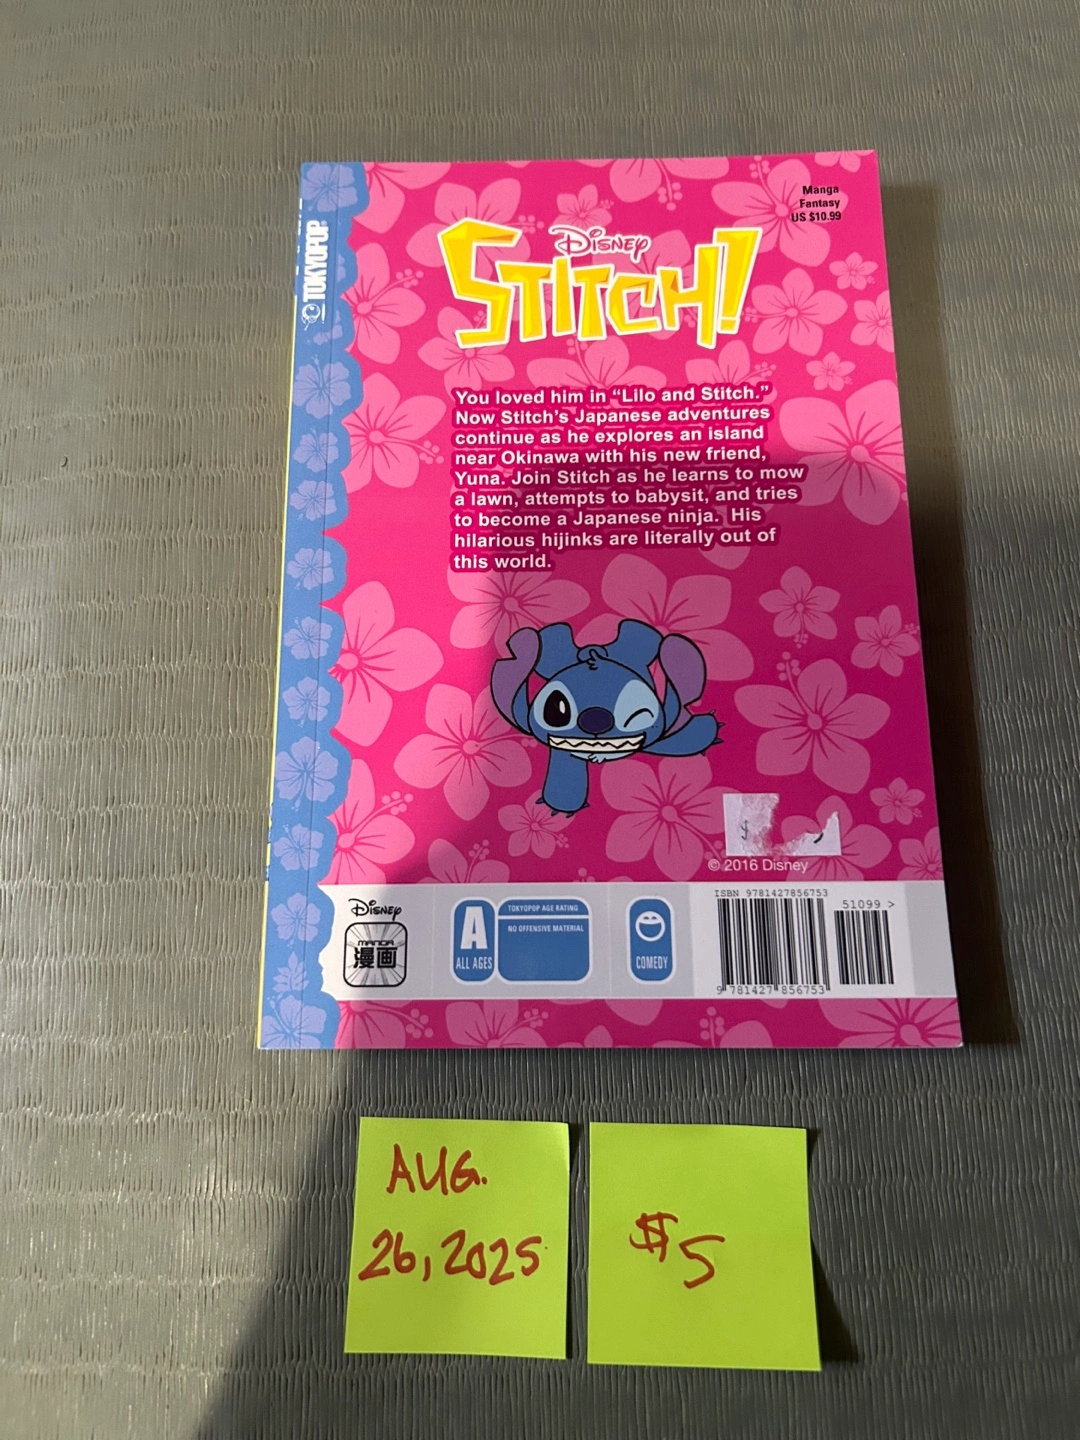 TOKYOPOP
Manga
Fantasy
US $10.99
Disney
STITCH!
You loved him in “Lilo and Stitch.”
Now Stitch’s Japanese adventures
continue as he explores an island
near Okinawa with his new friend,
Yuna. Join Stitch as he learns to mow
a lawn, attempts to babysit, and tries
to become a Japanese ninja. His
hilarious hijinks are literally out of
this world.
© 2016 Disney
Disney
MANGA
漫画
A
ALL AGES
TOKYOPOP AGE RATING
NO OFFENSIVE MATERIAL
COMEDY
ISBN 9781427856753
51099 >
9 781427 856753
AUG.
26, 2025
$5